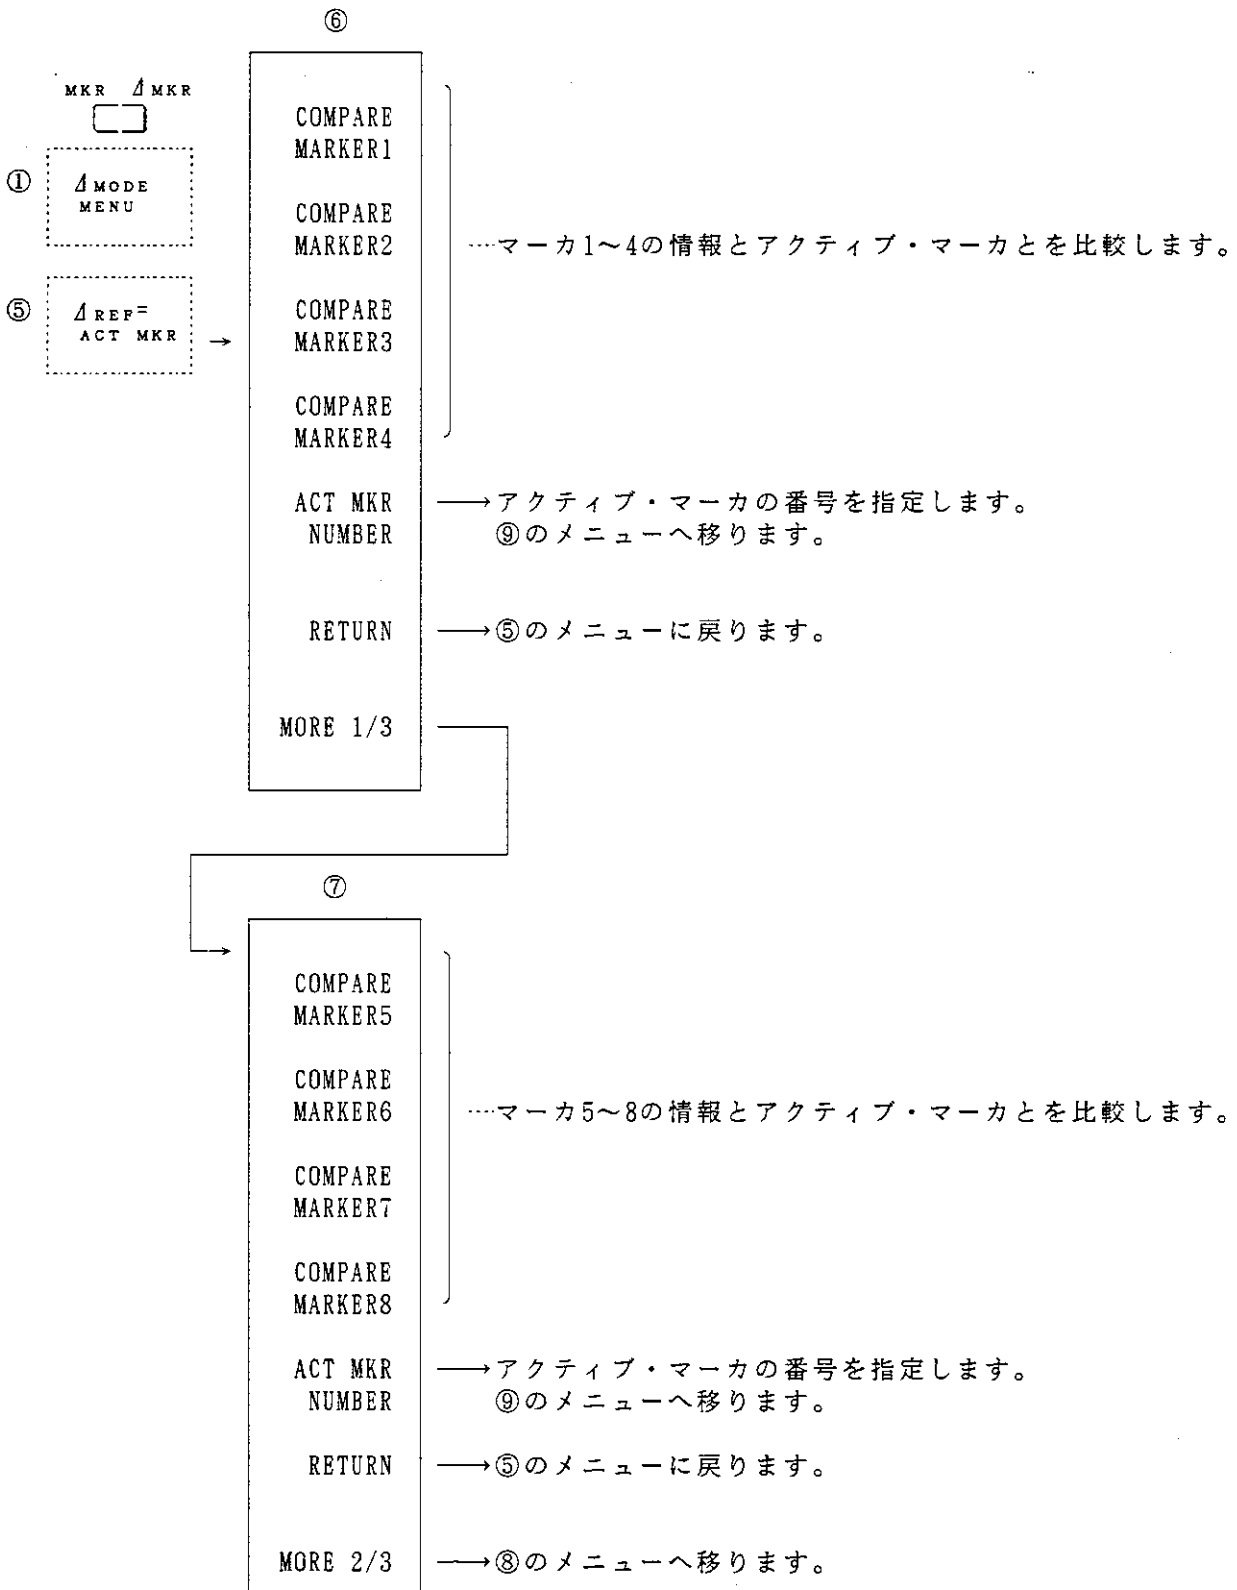 ⑥
MKR ⊿MKR
① ⊿MODE
MENU
⑤ ⊿REF=
ACT MKR →
COMPARE
MARKER1
COMPARE
MARKER2 …マーカ1～4の情報とアクティブ・マーカとを比較します。
COMPARE
MARKER3
COMPARE
MARKER4
ACT MKR →アクティブ・マーカの番号を指定します。
NUMBER ⑨のメニューへ移ります。
RETURN →⑤のメニューに戻ります。
MORE 1/3
⑦
COMPARE
MARKER5
COMPARE
MARKER6 …マーカ5～8の情報とアクティブ・マーカとを比較します。
COMPARE
MARKER7
COMPARE
MARKER8
ACT MKR →アクティブ・マーカの番号を指定します。
NUMBER ⑨のメニューへ移ります。
RETURN →⑤のメニューに戻ります。
MORE 2/3 →⑧のメニューへ移ります。